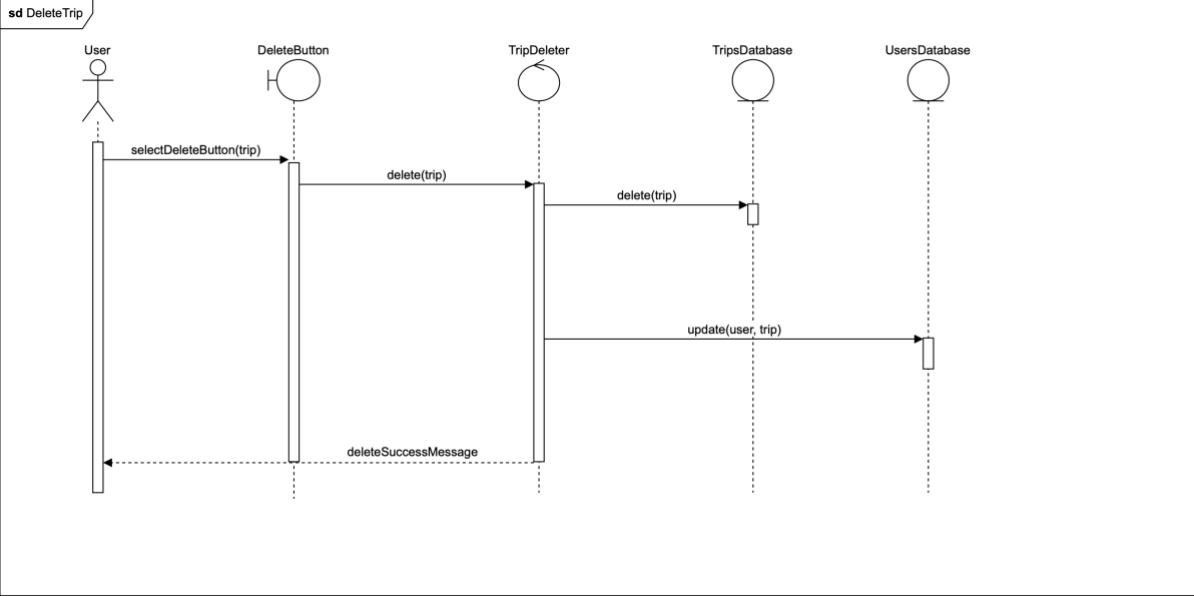 sd DeleteTrip
User
DeleteButton
TripDeleter
TripsDatabase
UsersDatabase
selectDeleteButton(trip)
delete(trip)
delete(trip)
update(user, trip)
deleteSuccessMessage